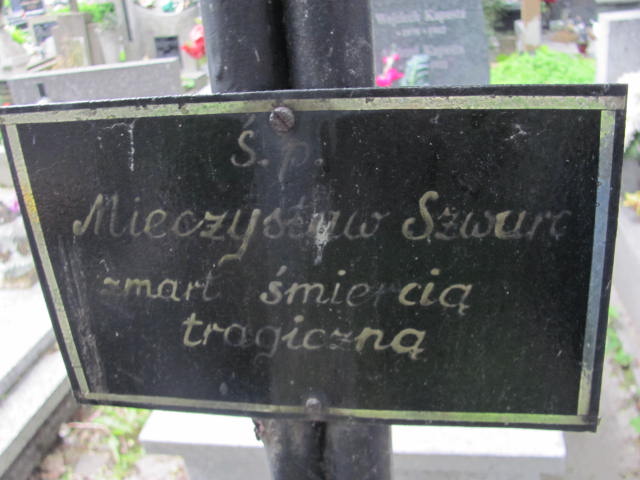 Ś. p.
Mieczysław Szwarc
zmarł śmiercią
tragiczną